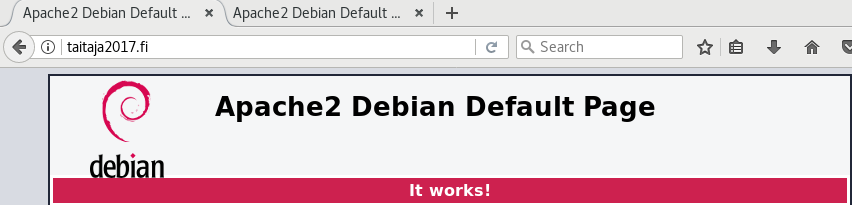 Apache2 Debian Default ... × Apache2 Debian Default ... × +
taitaja2017.fi Search
Apache2 Debian Default Page
debian
It works!